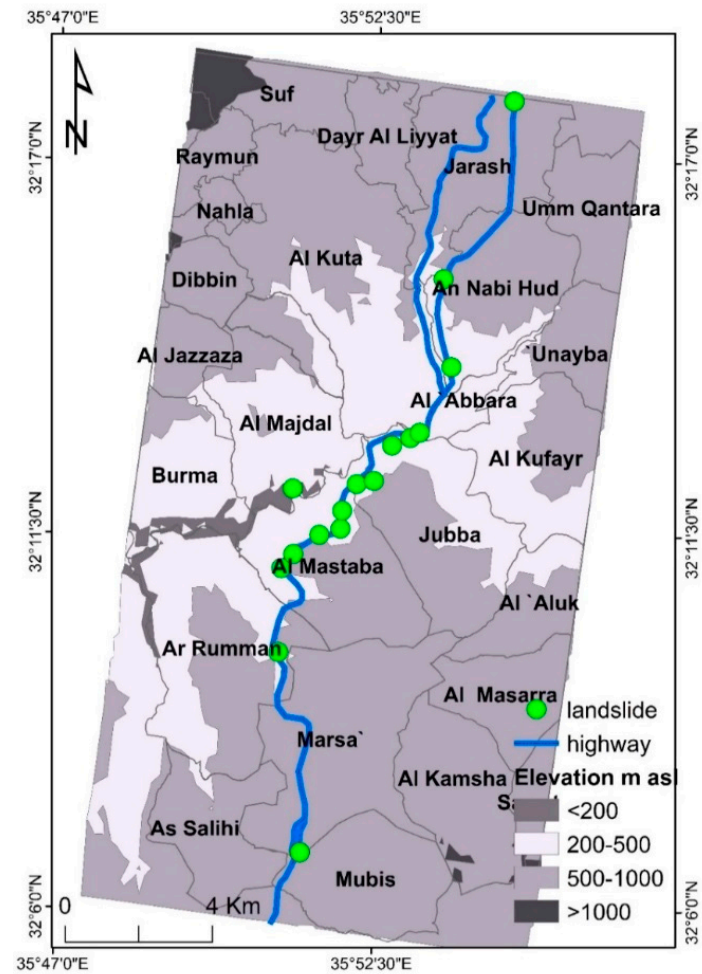 35°47'0"E
35°52'30"E
N
Suf
Dayr Al Liyyat
32°17'0"N
32°17'0"N
Raymun
Jarash
Nahla
Umm Qantara
Al Kuta
Dibbin
An Nabi Hud
Al Jazzaza
`Unayba
Al `Abbara
Al Majdal
Al Kufayr
Burma
32°11'30"N
32°11'30"N
Jubba
Al Mastaba
Al `Aluk
Ar Rumman
Al Masarra
landslide
Marsa`
highway
Al Kamsha
Elevation m asl
<200
As Salihi
200-500
Mubis
500-1000
0
4 Km
>1000
32°6'0"N
32°6'0"N
35°47'0"E
35°52'30"E